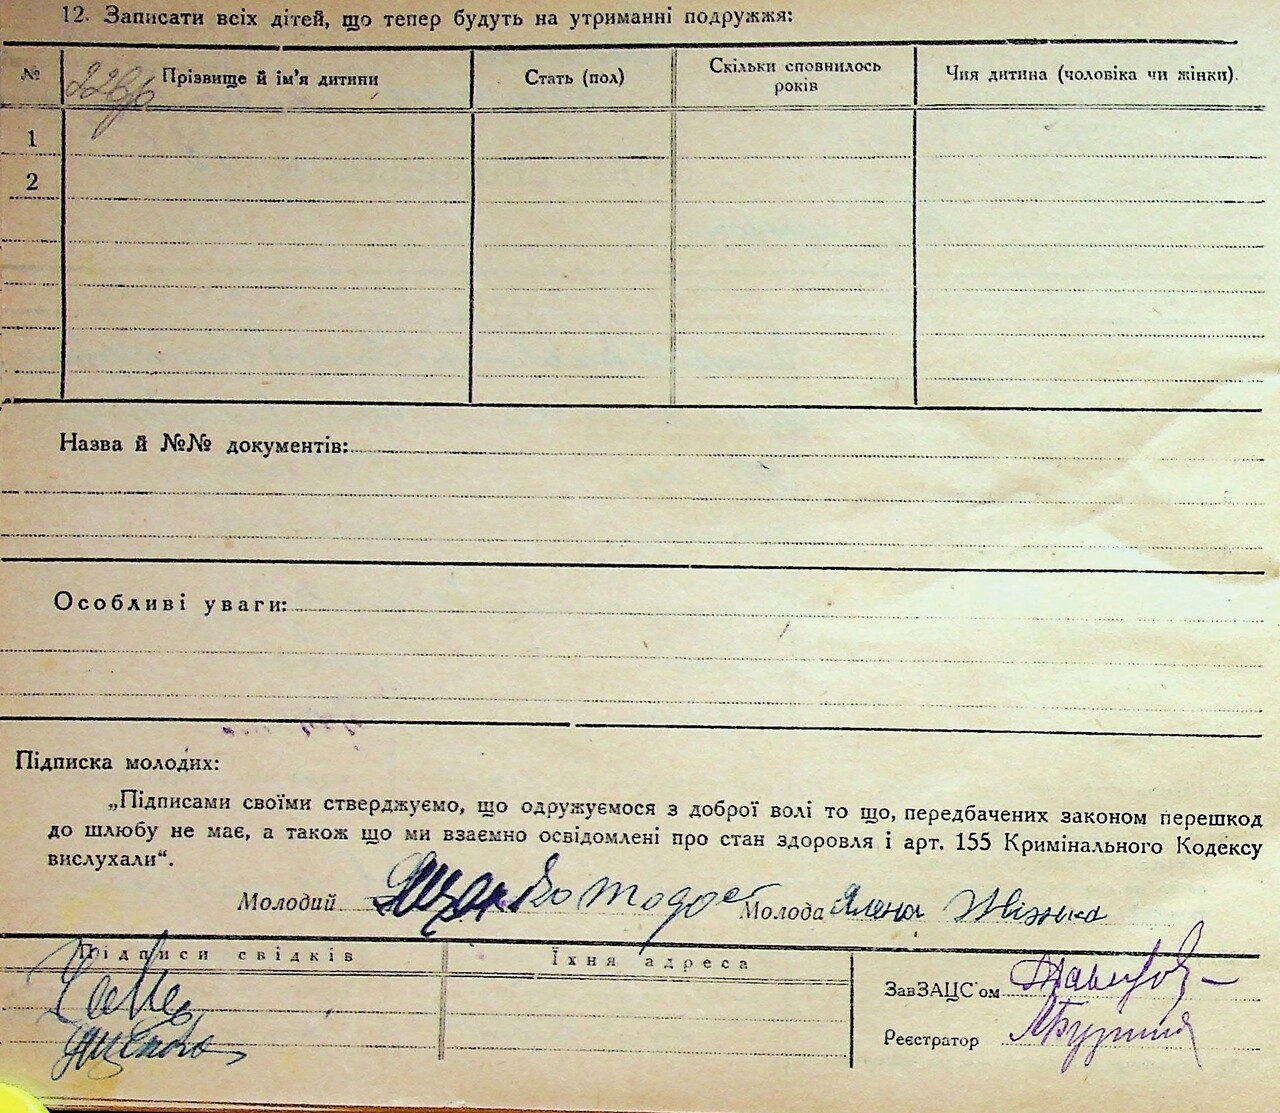 12. Записати всіх дітей, що тепер будуть на утриманні подружжя:
№ Прізвище й ім'я дитини Стать (пол) Скільки сповнилось років Чия дитина (чоловіка чи жінки).
1
2
Назва й №№ документів:
Особливі уваги:
Підписка молодих:
„Підписами своїми стверджуємо, що одружуємося з доброї волі то що, передбачених законом перешкод
до шлюбу не має, а також що ми взаємно освідомлені про стан здоровля і арт. 155 Кримінального Кодексу
вислухали“.
Молодий Тодос Молода
Підписи свідків Їхня адреса
ЗавЗАЦС'ом
Реєстратор